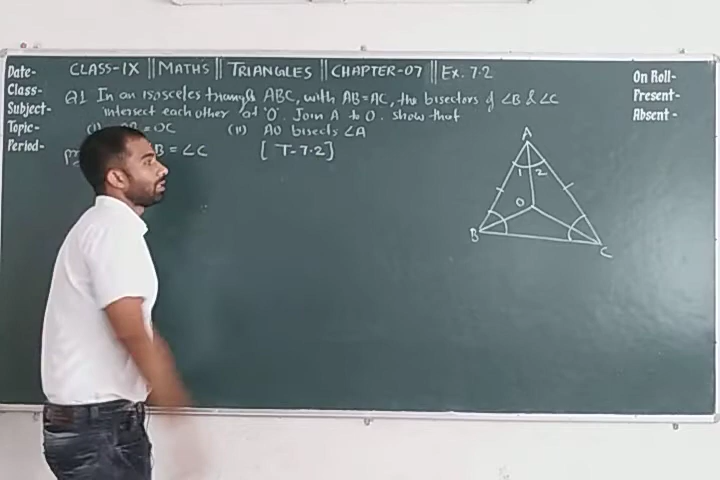 Date-
Class-
Subject-
Topic-
Period-
CLASS-IX || MATHS || TRIANGLES || CHAPTER-07 || Ex. 7.2
On Roll-
Present-
Absent-
Q1 In an isosceles triangle ABC, with AB=AC, the bisectors of ∠B & ∠C
intersect each other at 'O'. Join A to O. show that
(i) OB = OC (ii) AO bisects ∠A
B = ∠C [T-7.2]
A
1 2
O
B
C